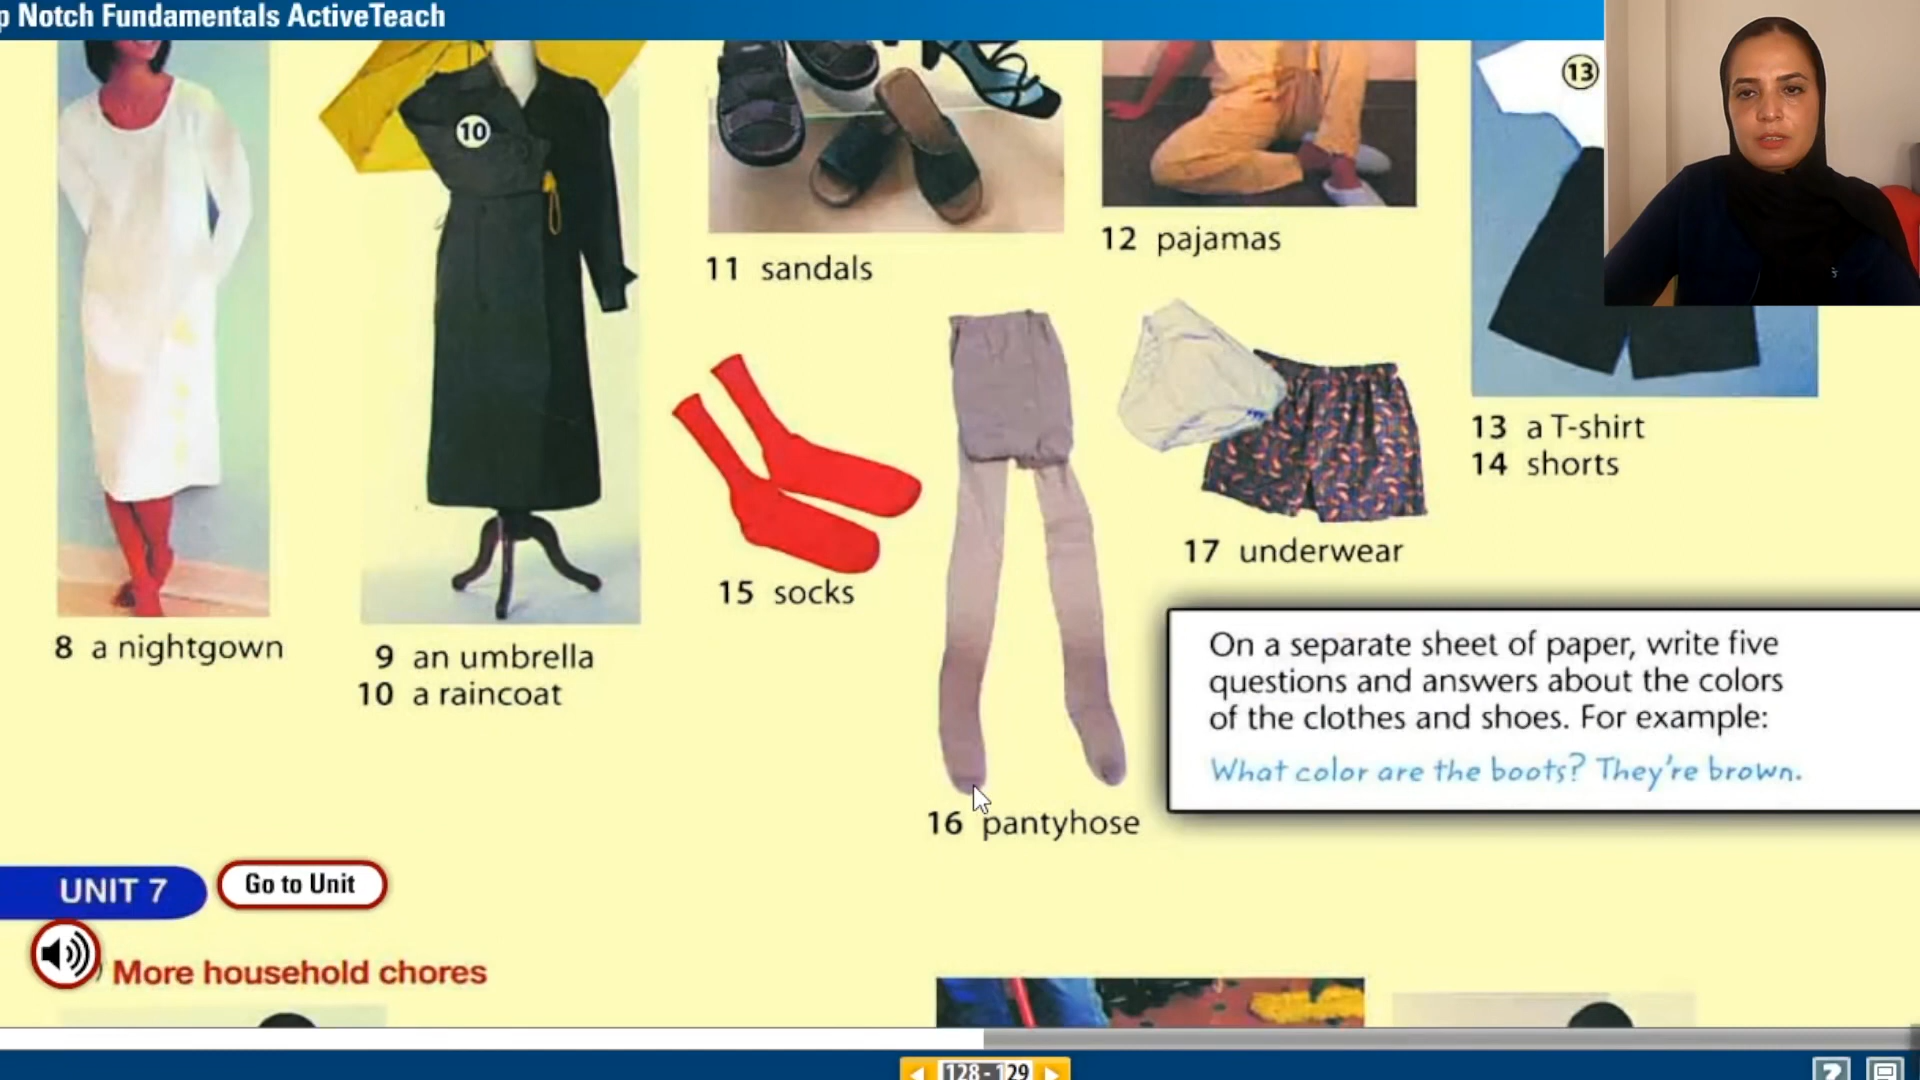 p Notch Fundamentals ActiveTeach
10
13
12 pajamas
11 sandals
13 a T-shirt
14 shorts
17 underwear
15 socks
8 a nightgown
9 an umbrella
10 a raincoat
On a separate sheet of paper, write five
questions and answers about the colors
of the clothes and shoes. For example:
What color are the boots? They're brown.
16 pantyhose
UNIT 7
Go to Unit
More household chores
128 - 129
?